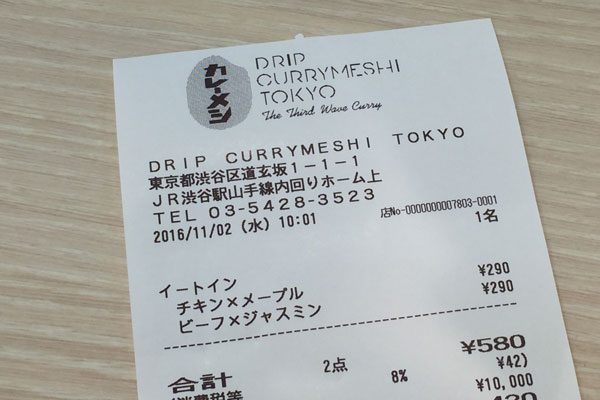 カレーメシ
DRIP
CURRYMESHI
TOKYO
The Third Wave Curry
DRIP CURRYMESHI TOKYO
東京都渋谷区道玄坂1-1-1
JR渋谷駅山手線内回りホーム上
TEL 03-5428-3523
店No-0000000007803-0001
2016/11/02 (水) 10:01 1名
イートイン
チキン×メープル ¥290
ビーフ×ジャスミン ¥290
2点 ¥580
合計 8% ¥42)
¥10,000